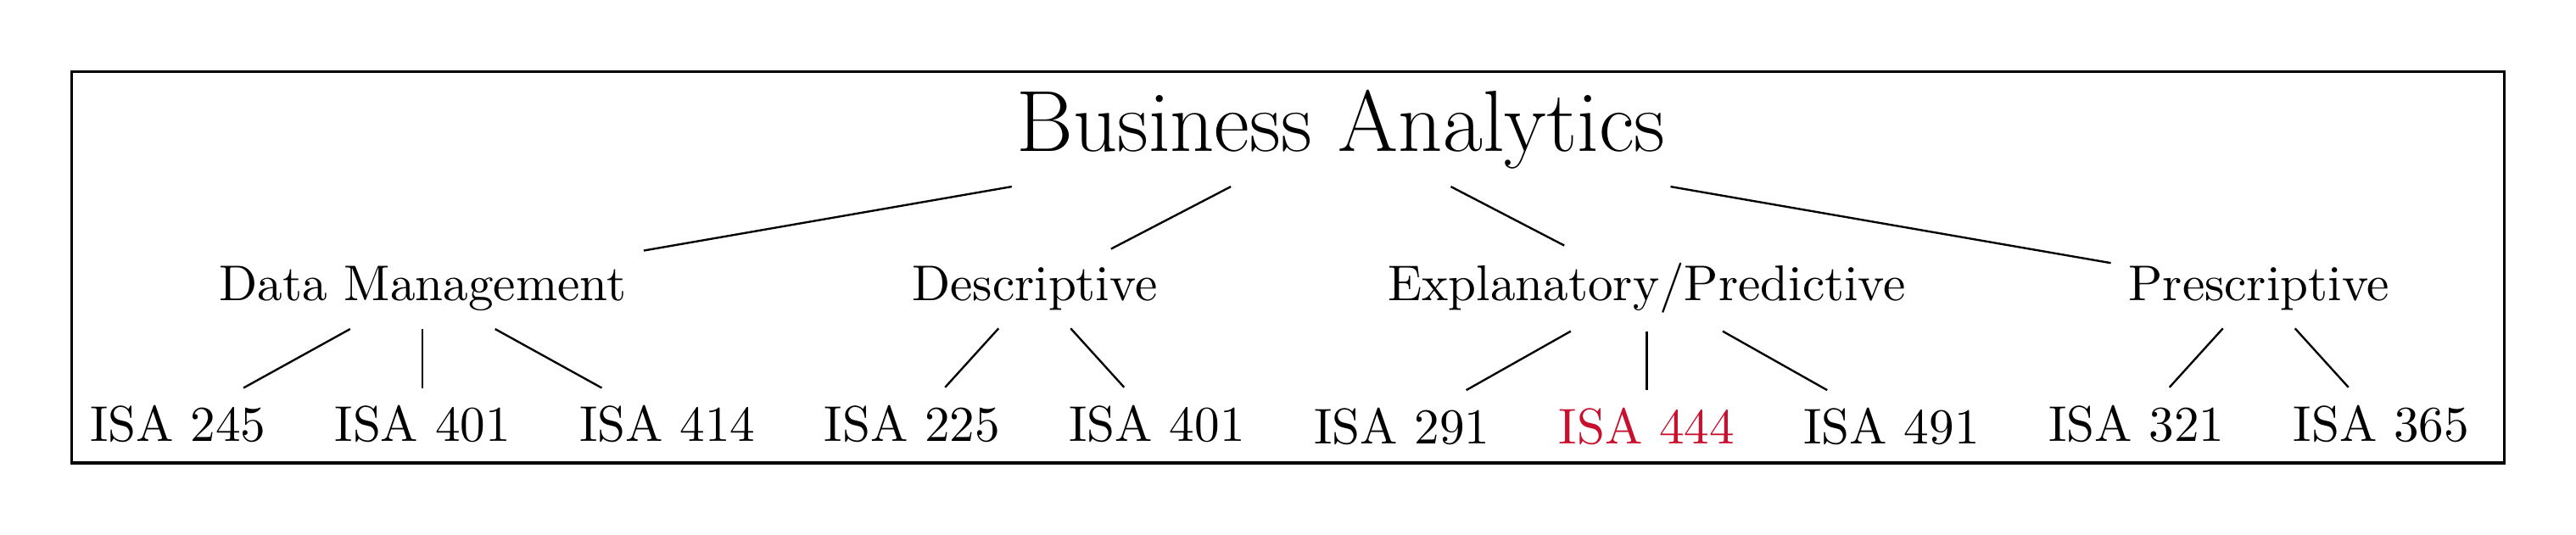 Business Analytics
Data Management Descriptive Explanatory/Predictive Prescriptive
ISA 245 ISA 401 ISA 414 ISA 225 ISA 401 ISA 291 ISA 444 ISA 491 ISA 321 ISA 365